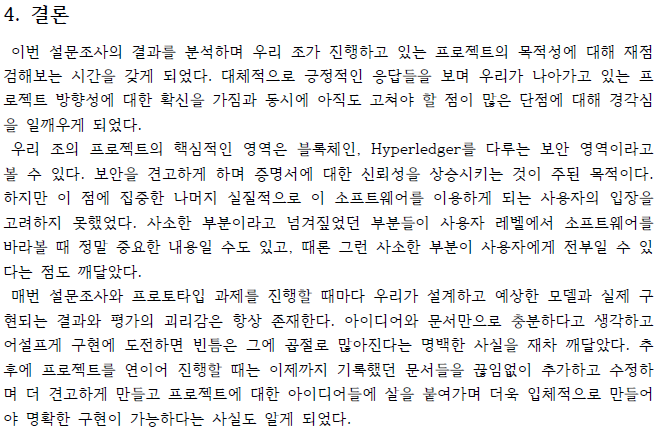 4. 결론
이번 설문조사의 결과를 분석하며 우리 조가 진행하고 있는 프로젝트의 목적성에 대해 재점
검해보는 시간을 갖게 되었다. 대체적으로 긍정적인 응답들을 보며 우리가 나아가고 있는 프
로젝트 방향성에 대한 확신을 가짐과 동시에 아직도 고쳐야 할 점이 많은 단점에 대해 경각심
을 일깨우게 되었다.
우리 조의 프로젝트의 핵심적인 영역은 블록체인, Hyperledger를 다루는 보안 영역이라고
볼 수 있다. 보안을 견고하게 하며 증명서에 대한 신뢰성을 상승시키는 것이 주된 목적이다.
하지만 이 점에 집중한 나머지 실질적으로 이 소프트웨어를 이용하게 되는 사용자의 입장을
고려하지 못했었다. 사소한 부분이라고 넘겨짚었던 부분들이 사용자 레벨에서 소프트웨어를
바라볼 때 정말 중요한 내용일 수도 있고, 때론 그런 사소한 부분이 사용자에게 전부일 수 있
다는 점도 깨달았다.
매번 설문조사와 프로토타입 과제를 진행할 때마다 우리가 설계하고 예상한 모델과 실제 구
현되는 결과와 평가의 괴리감은 항상 존재한다. 아이디어와 문서만으로 충분하다고 생각하고
어설프게 구현에 도전하면 빈틈은 그에 곱절로 많아진다는 명백한 사실을 재차 깨달았다. 추
후에 프로젝트를 연이어 진행할 때는 이제까지 기록했던 문서들을 끊임없이 추가하고 수정하
며 더 견고하게 만들고 프로젝트에 대한 아이디어들에 살을 붙여가며 더욱 입체적으로 만들어
야 명확한 구현이 가능하다는 사실도 알게 되었다.